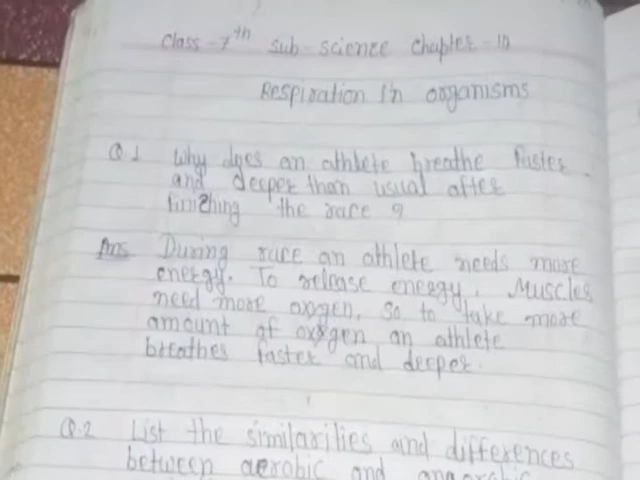 Class - 7th sub - science Chapter - 10
Respiration in organisms
Q 1 Why does an athlete breathe faster
and deeper than usual after
finishing the race ?
Ans During race an athlete needs more
energy. To release energy, Muscles
need more oxygen. So to take more
amount of oxygen an athlete
breathes faster and deeper.
Q.2 List the similarities and differences
between aerobic and